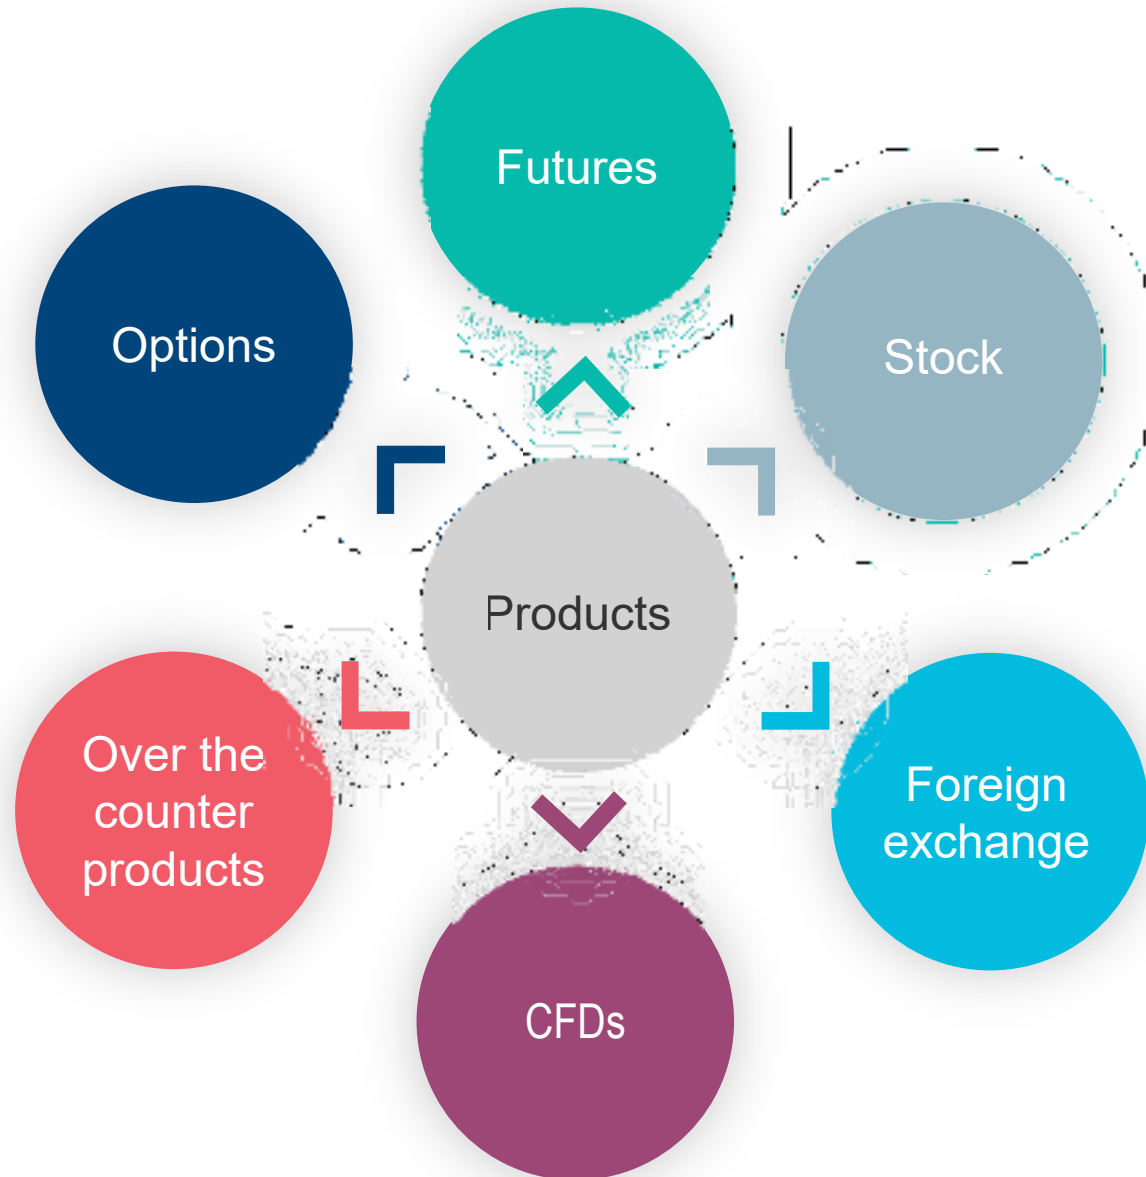 Futures
Options
Stock
Products
Over the
counter
products
Foreign
exchange
CFDs